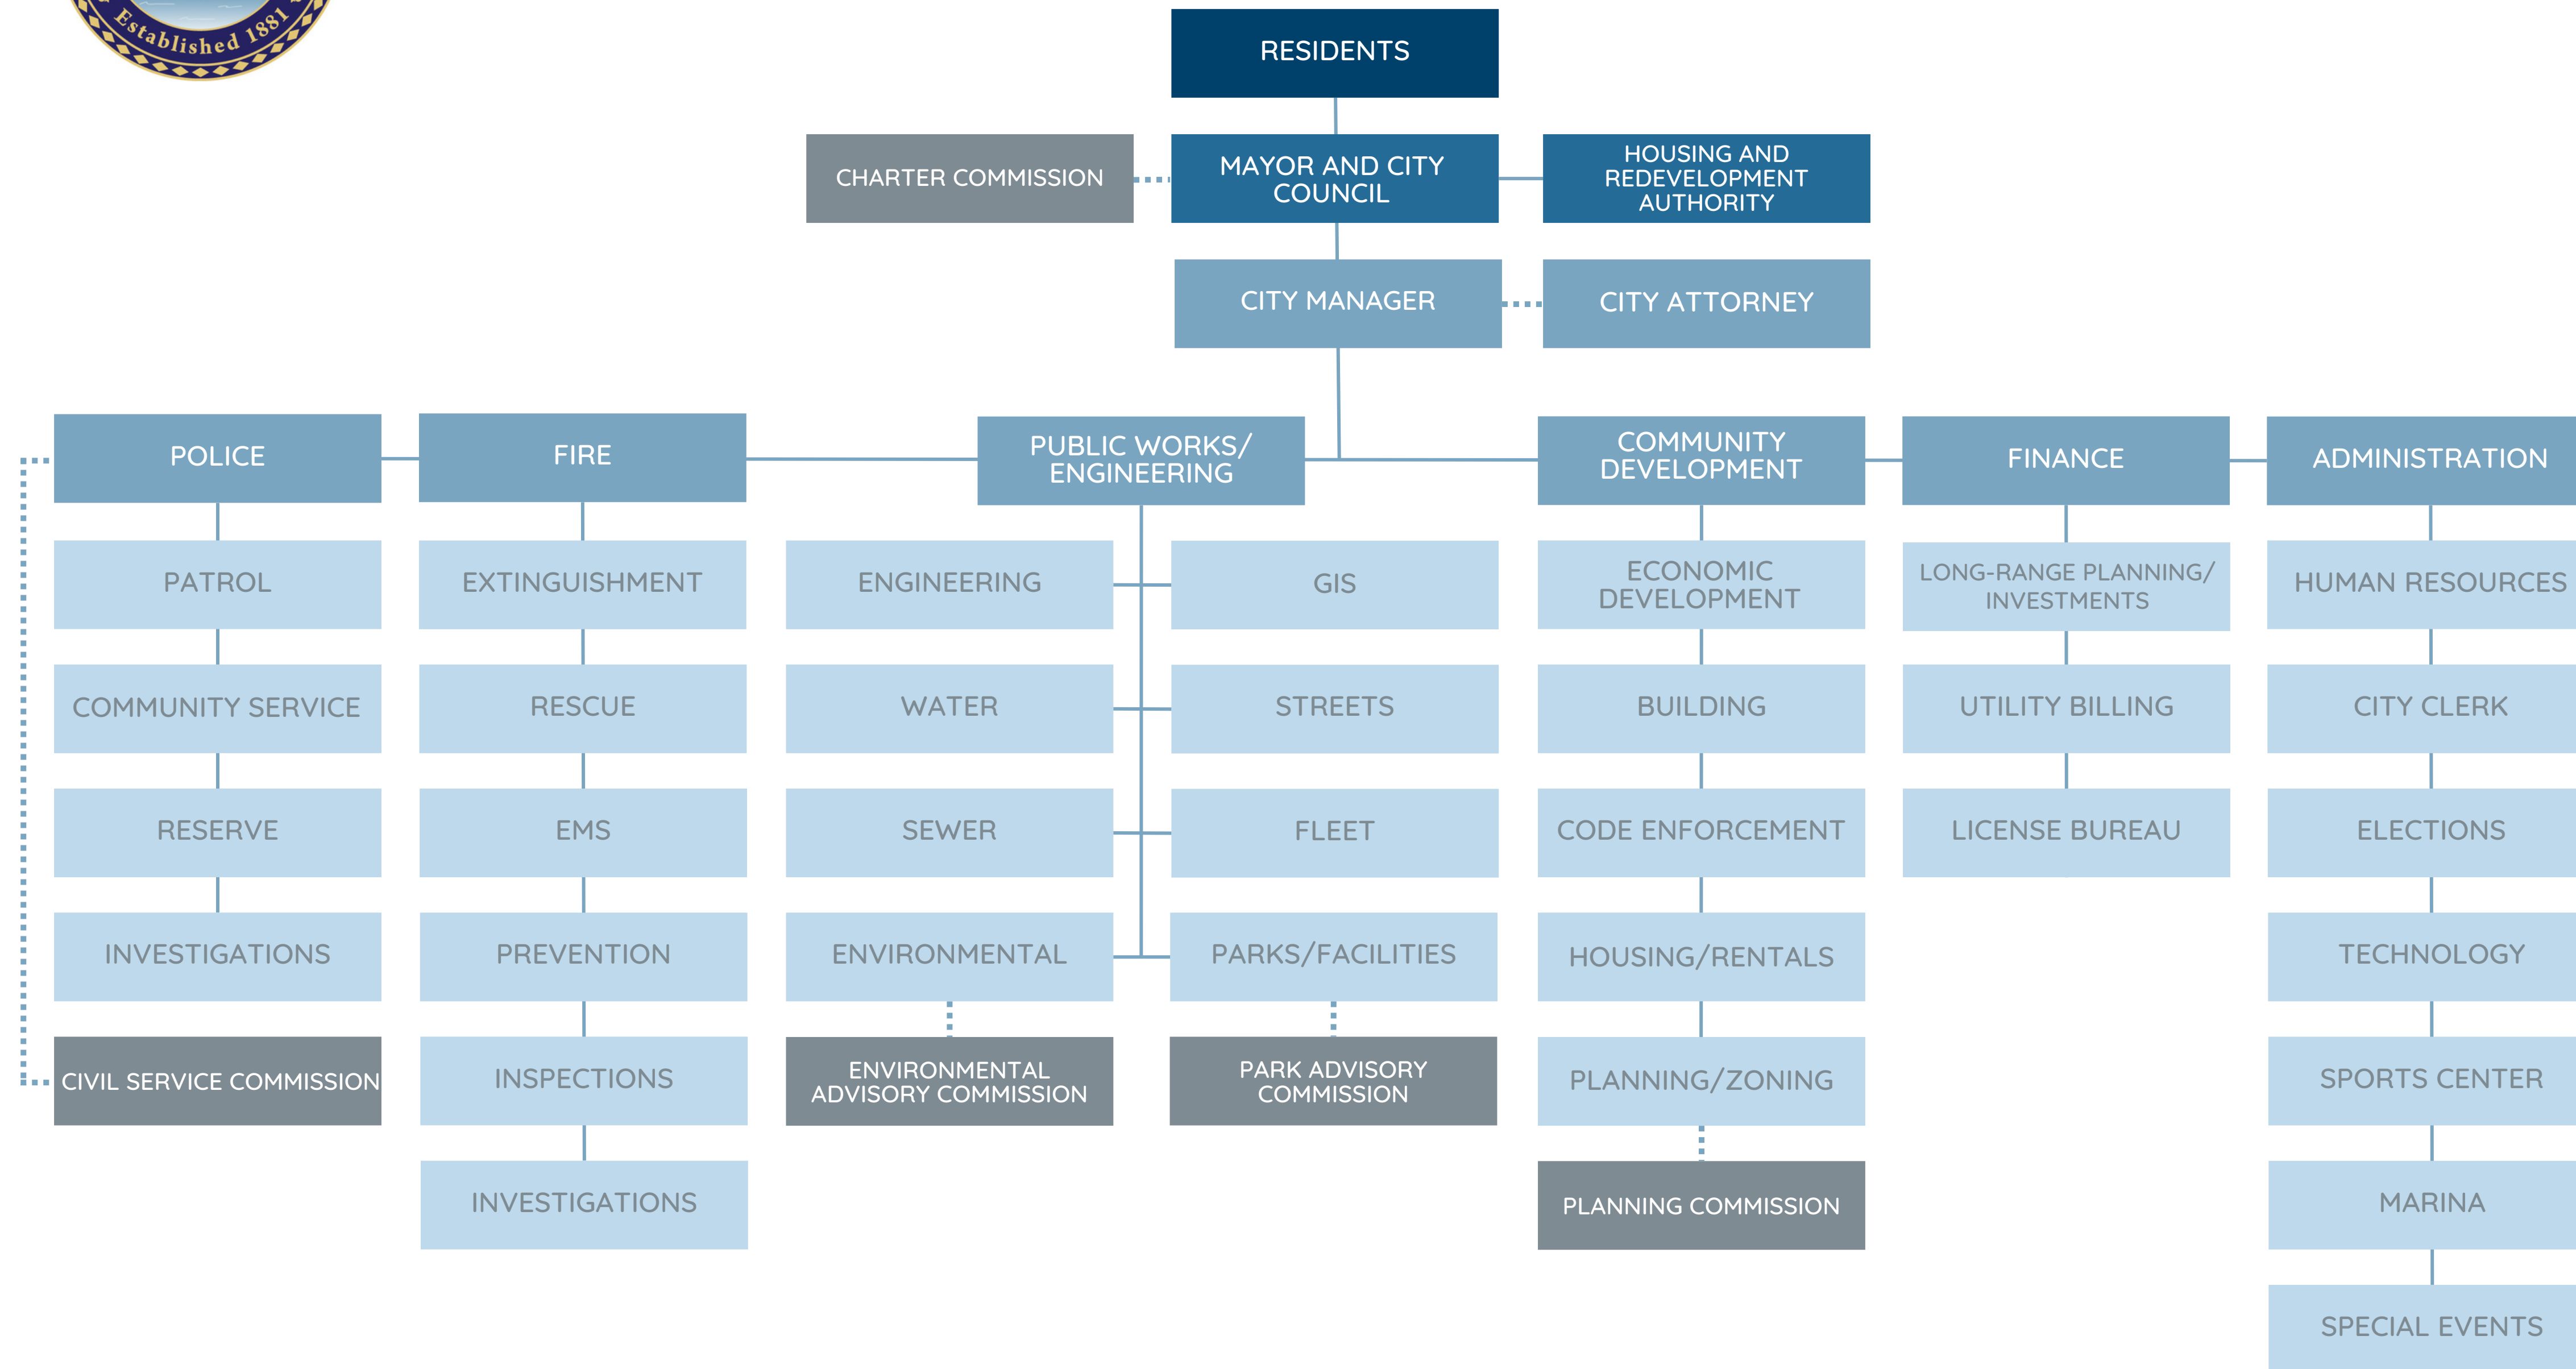 Established 1881
RESIDENTS
CHARTER COMMISSION
MAYOR AND CITY
COUNCIL
HOUSING AND
REDEVELOPMENT
AUTHORITY
CITY MANAGER
CITY ATTORNEY
POLICE
FIRE
PUBLIC WORKS/
ENGINEERING
COMMUNITY
DEVELOPMENT
FINANCE
ADMINISTRATION
PATROL
COMMUNITY SERVICE
RESERVE
INVESTIGATIONS
CIVIL SERVICE COMMISSION
EXTINGUISHMENT
RESCUE
EMS
PREVENTION
INSPECTIONS
INVESTIGATIONS
ENGINEERING
WATER
SEWER
ENVIRONMENTAL
ENVIRONMENTAL
ADVISORY COMMISSION
GIS
STREETS
FLEET
PARKS/FACILITIES
PARK ADVISORY
COMMISSION
ECONOMIC
DEVELOPMENT
BUILDING
CODE ENFORCEMENT
HOUSING/RENTALS
PLANNING/ZONING
PLANNING COMMISSION
LONG-RANGE PLANNING/
INVESTMENTS
UTILITY BILLING
LICENSE BUREAU
HUMAN RESOURCES
CITY CLERK
ELECTIONS
TECHNOLOGY
SPORTS CENTER
MARINA
SPECIAL EVENTS